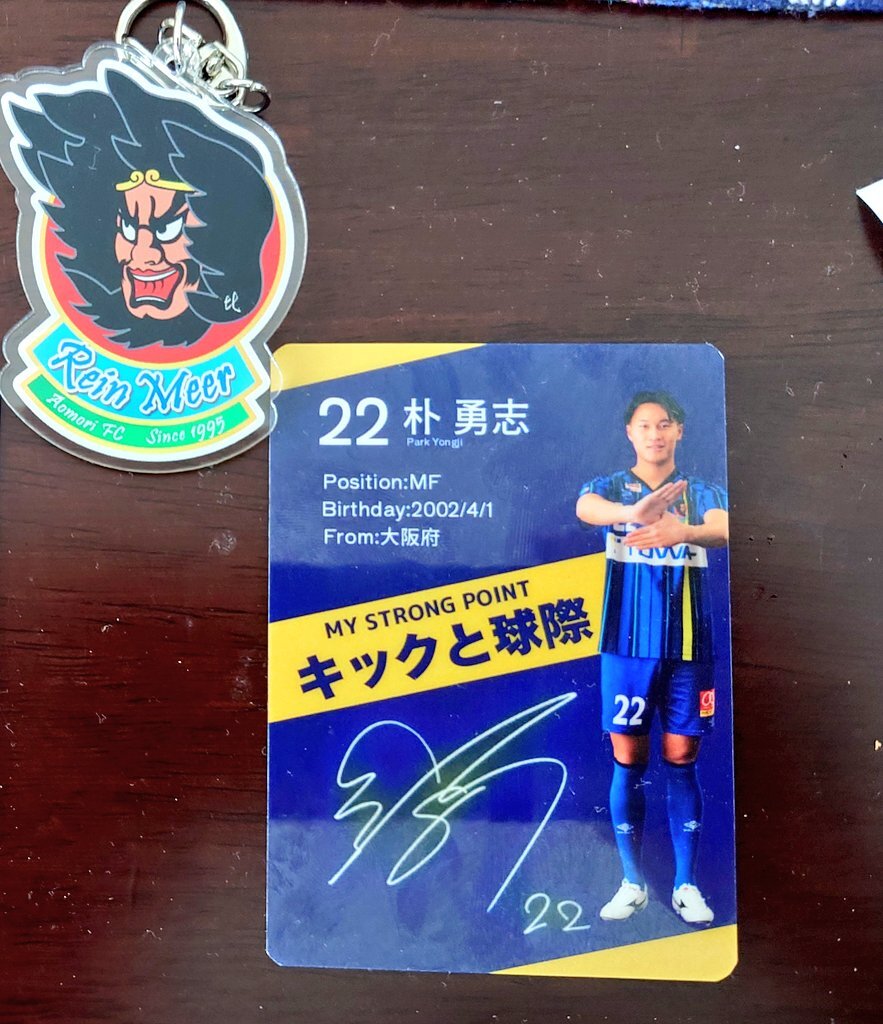 Rein Meer
Aomori FC Since 1995
22 朴 勇志
Park Yongji
Position:MF
Birthday:2002/4/1
From:大阪府
TOWA
MY STRONG POINT
キックと球際
22
22